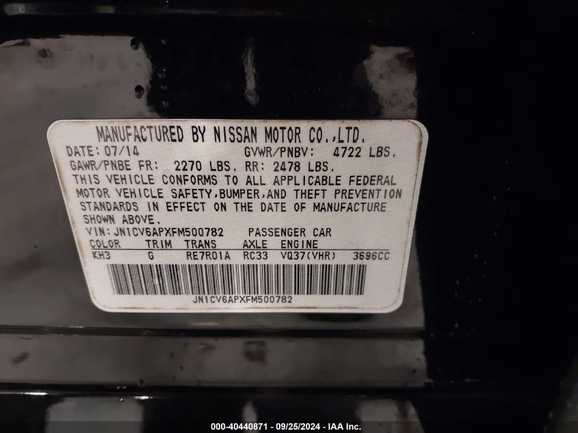 MANUFACTURED BY NISSAN MOTOR CO.,LTD.
DATE: 07/14 GVWR/PNBV: 4722 LBS.
GAWR/PNBE FR: 2270 LBS. RR: 2478 LBS.
THIS VEHICLE CONFORMS TO ALL APPLICABLE FEDERAL
MOTOR VEHICLE SAFETY,BUMPER,AND THEFT PREVENTION
STANDARDS IN EFFECT ON THE DATE OF MANUFACTURE
SHOWN ABOVE.
VIN: JN1CV6APXFM500782 PASSENGER CAR
COLOR TRIM TRANS AXLE ENGINE
KH3 G RE7R01A RC33 VQ37(VHR) 3696CC
JN1CV6APXFM500782
000-40440871 - 09/25/2024 - IAA Inc.